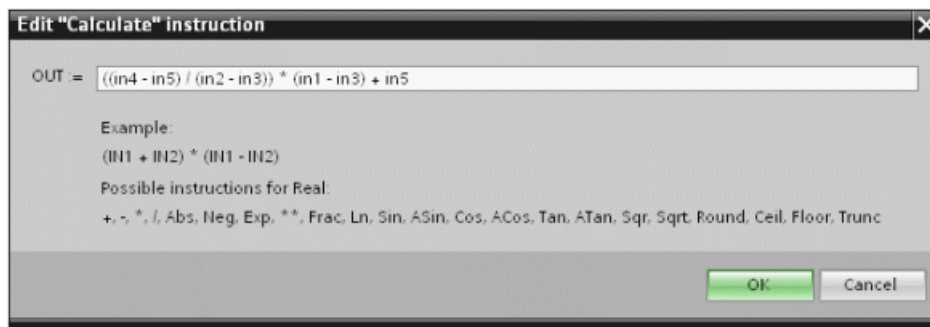 Edit "Calculate" instruction
OUT := ((in4 - in5) / (in2 - in3)) * (in1 - in3) + in5
Example:
(IN1 + IN2) * (IN1 - IN2)
Possible instructions for Real:
+, -, *, /, Abs, Neg, Exp, **, Frac, Ln, Sin, ASin, Cos, ACos, Tan, ATan, Sqr, Sqrt, Round, Ceil, Floor, Trunc
OK Cancel